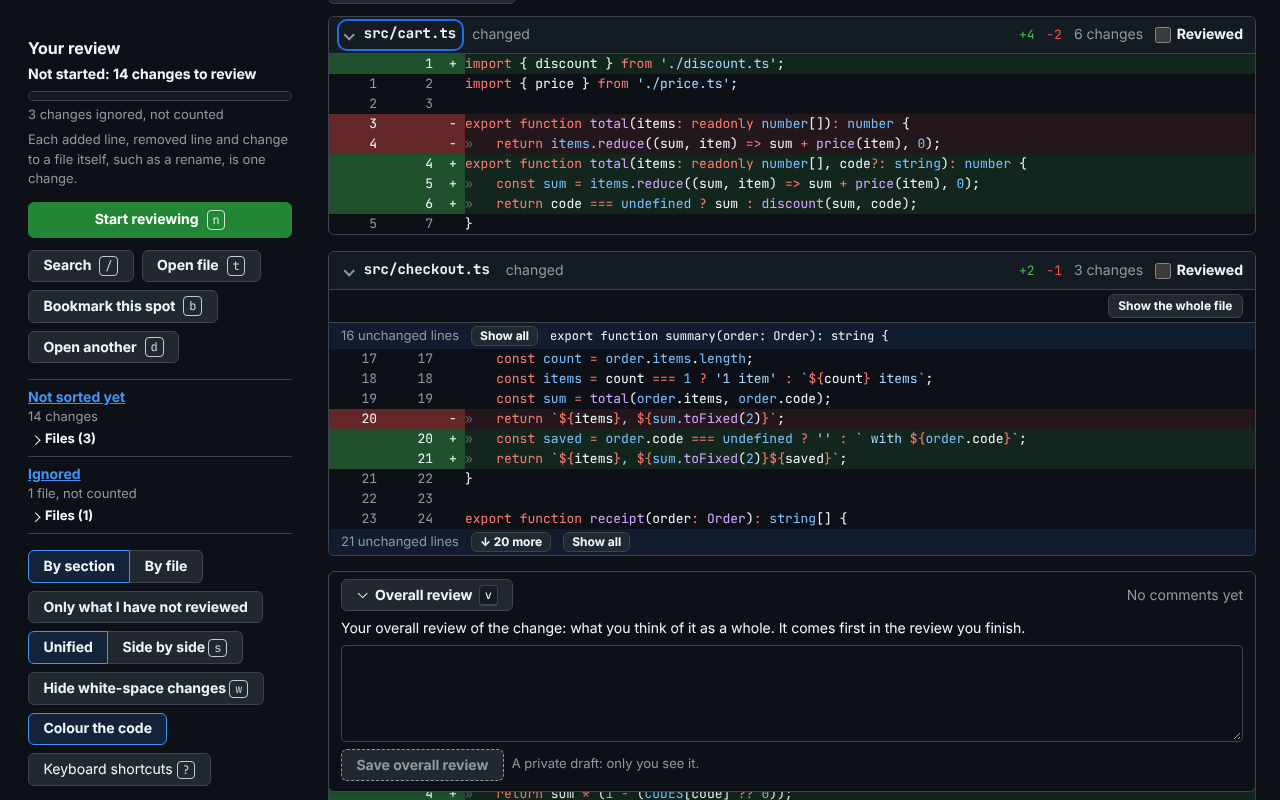 Your review
Not started: 14 changes to review
3 changes ignored, not counted
Each added line, removed line and change
to a file itself, such as a rename, is one
change.
Start reviewing n
Search / Open file t
Bookmark this spot b
Open another d
Not sorted yet
14 changes
Files (3)
Ignored
1 file, not counted
Files (1)
By section By file
Only what I have not reviewed
Unified Side by side s
Hide white-space changes w
Colour the code
Keyboard shortcuts ?
src/cart.ts changed +4 -2 6 changes Reviewed
1 + import { discount } from './discount.ts';
1 2 import { price } from './price.ts';
2 3
3 - export function total(items: readonly number[]): number {
4 - » return items.reduce((sum, item) => sum + price(item), 0);
4 + export function total(items: readonly number[], code?: string): number {
5 + » const sum = items.reduce((sum, item) => sum + price(item), 0);
6 + » return code === undefined ? sum : discount(sum, code);
5 7 }
src/checkout.ts changed +2 -1 3 changes Reviewed
Show the whole file
16 unchanged lines Show all export function summary(order: Order): string {
17 17 const count = order.items.length;
18 18 const items = count === 1 ? '1 item' : `${count} items`;
19 19 const sum = total(order.items, order.code);
20 - » return `${items}, ${sum.toFixed(2)}`;
20 + » const saved = order.code === undefined ? '' : ` with ${order.code}`;
21 + » return `${items}, ${sum.toFixed(2)}${saved}`;
21 22 }
22 23
23 24 export function receipt(order: Order): string[] {
21 unchanged lines ↓ 20 more Show all
Overall review v No comments yet
Your overall review of the change: what you think of it as a whole. It comes first in the review you finish.
Save overall review A private draft: only you see it.
4 + » return sum * (1 - (CODES[code] ?? 0));